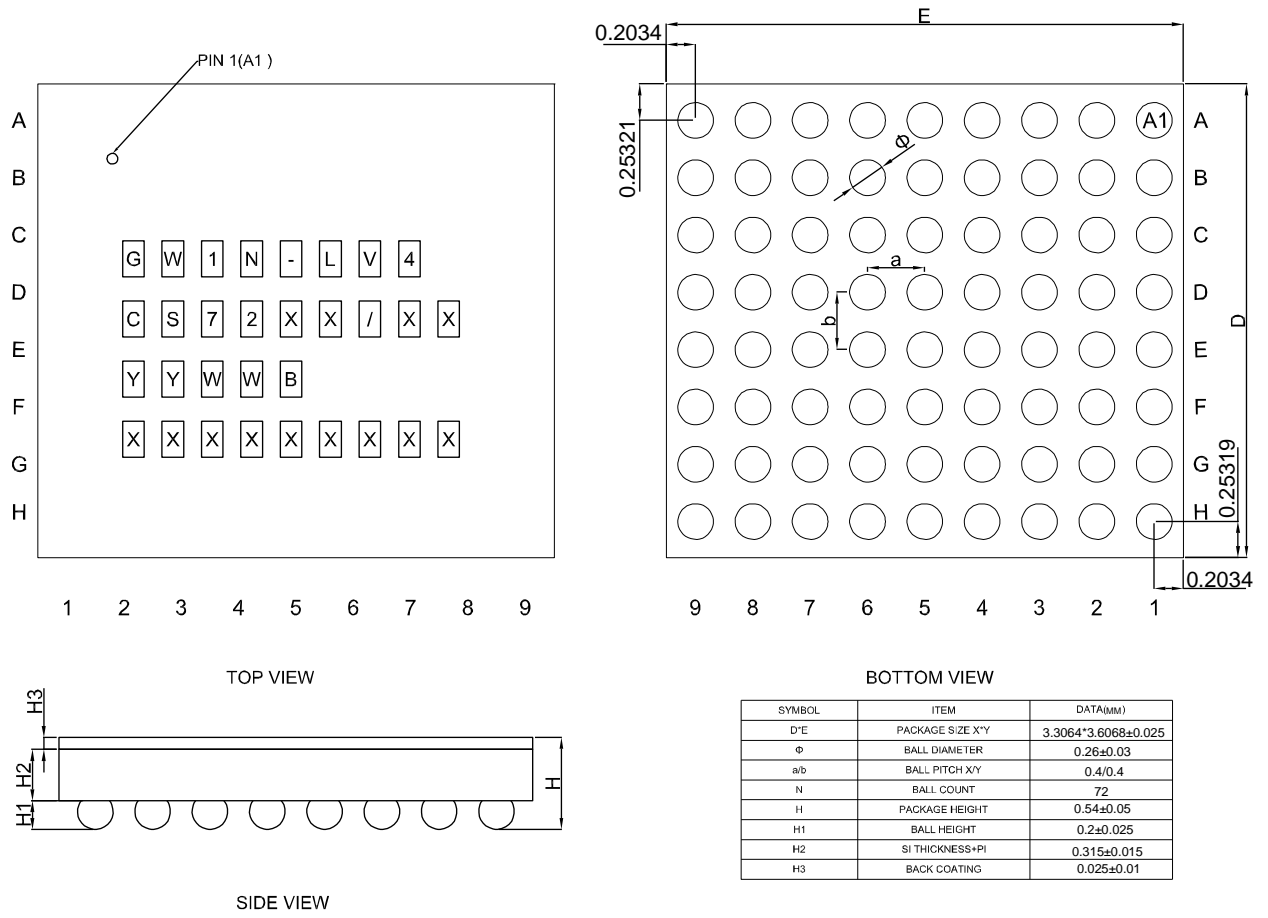 PIN 1(A1 )
A
B
C
D
E
F
G
H
G W 1 N - L V 4
C S 7 2 X X / X X
Y Y W W B
X X X X X X X X X
1 2 3 4 5 6 7 8 9
TOP VIEW
E
0.2034
0.25321
A1
Φ
a
b
A
B
C
D
E
F
G
H
D
0.25319
0.2034
9 8 7 6 5 4 3 2 1
BOTTOM VIEW
H3
H2
H1
H
SIDE VIEW
SYMBOL ITEM DATA(MM)
D*E PACKAGE SIZE X*Y 3.3064*3.6068±0.025
Φ BALL DIAMETER 0.26±0.03
a/b BALL PITCH X/Y 0.4/0.4
N BALL COUNT 72
H PACKAGE HEIGHT 0.54±0.05
H1 BALL HEIGHT 0.2±0.025
H2 SI THICKNESS+PI 0.315±0.015
H3 BACK COATING 0.025±0.01